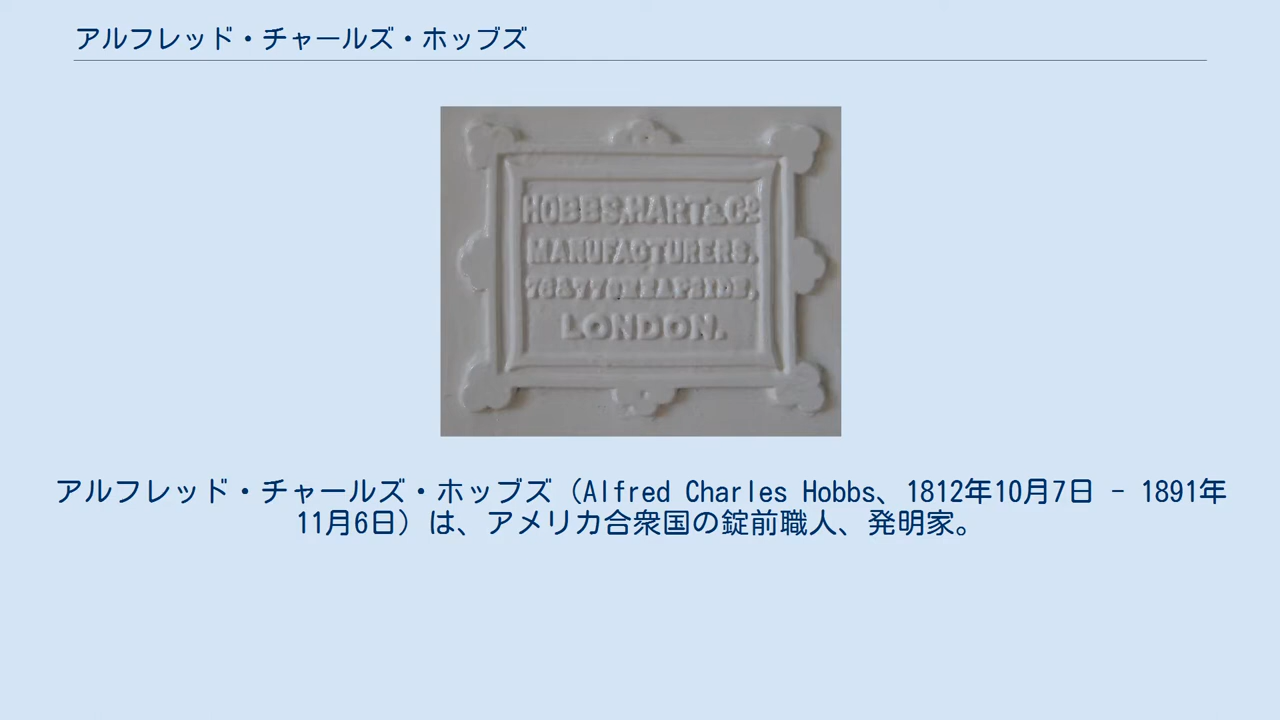 アルフレッド・チャールズ・ホッブズ
HOBBS, HART & Cº
MANUFACTURERS,
76 & 77 CHEAPSIDE,
LONDON.
アルフレッド・チャールズ・ホッブズ（Alfred Charles Hobbs、1812年10月7日 - 1891年
11月6日）は、アメリカ合衆国の錠前職人、発明家。